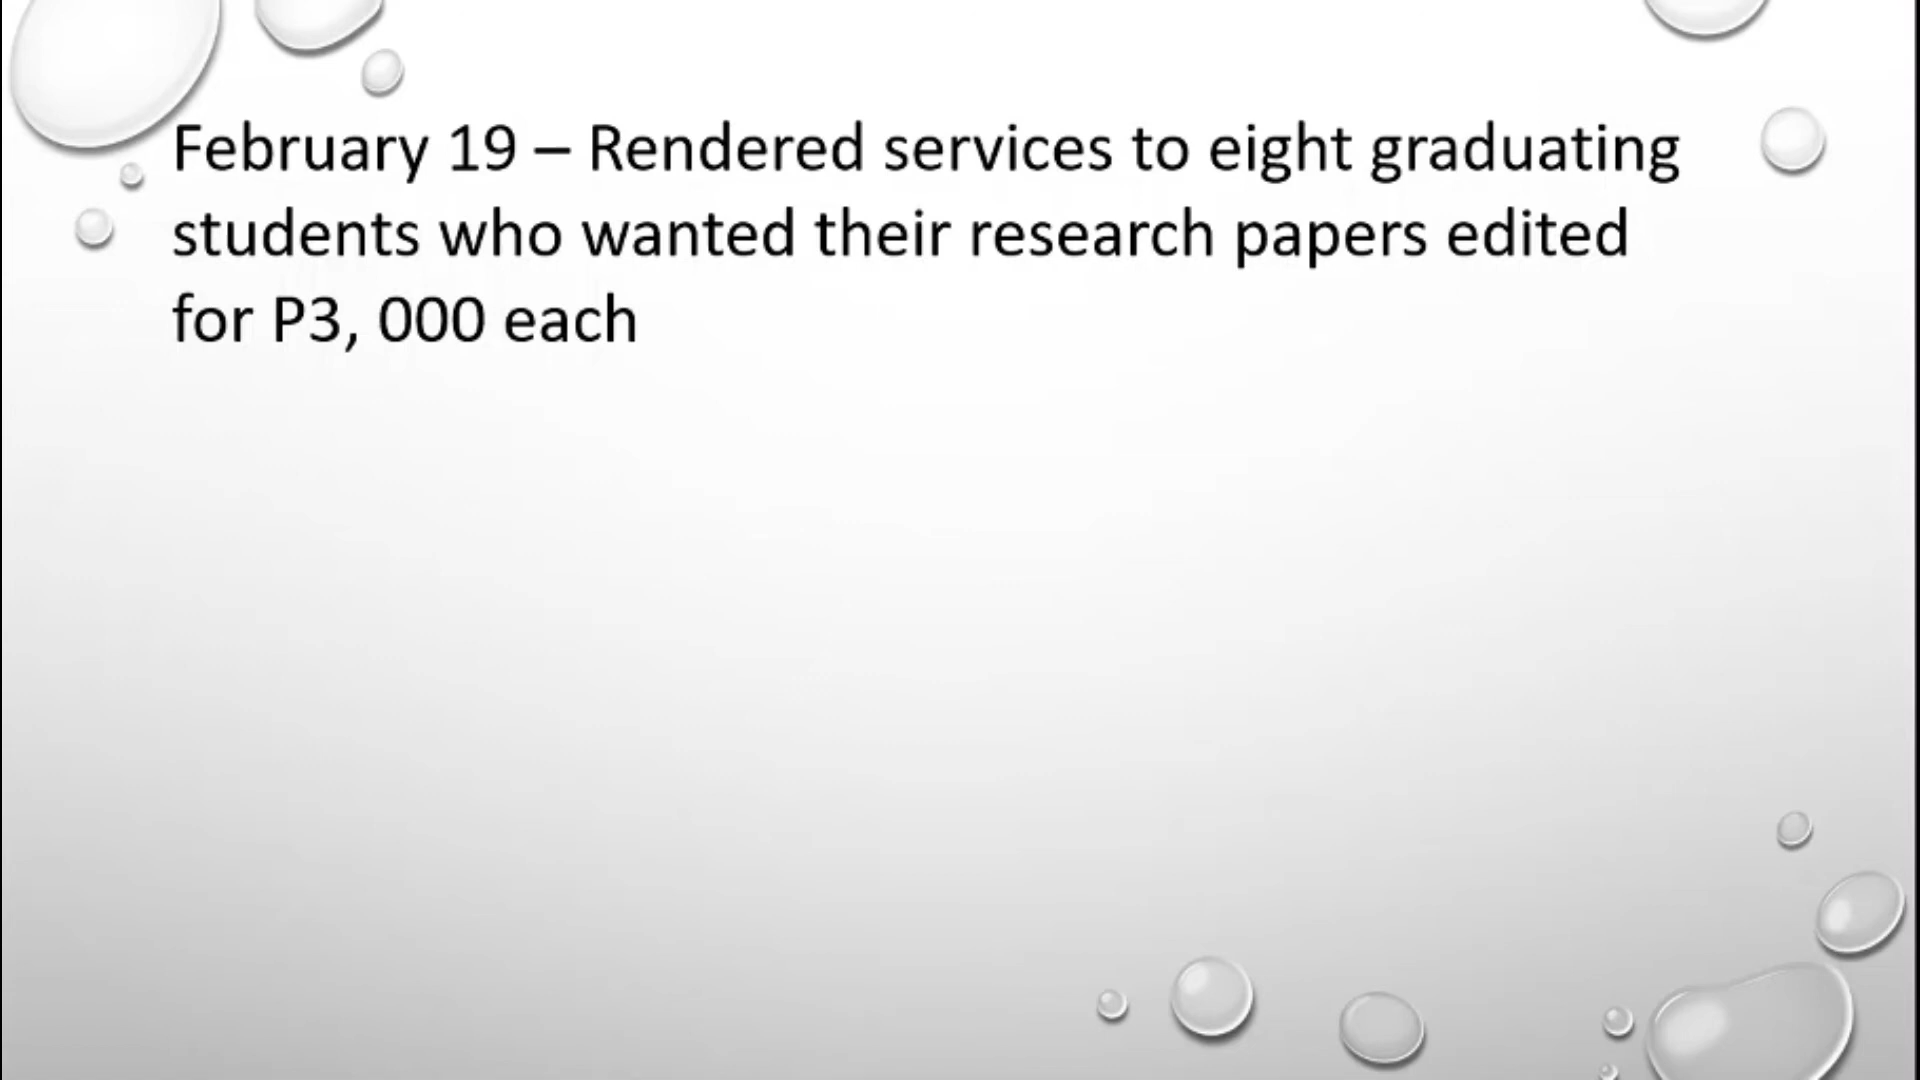 February 19 – Rendered services to eight graduating
students who wanted their research papers edited
for P3, 000 each